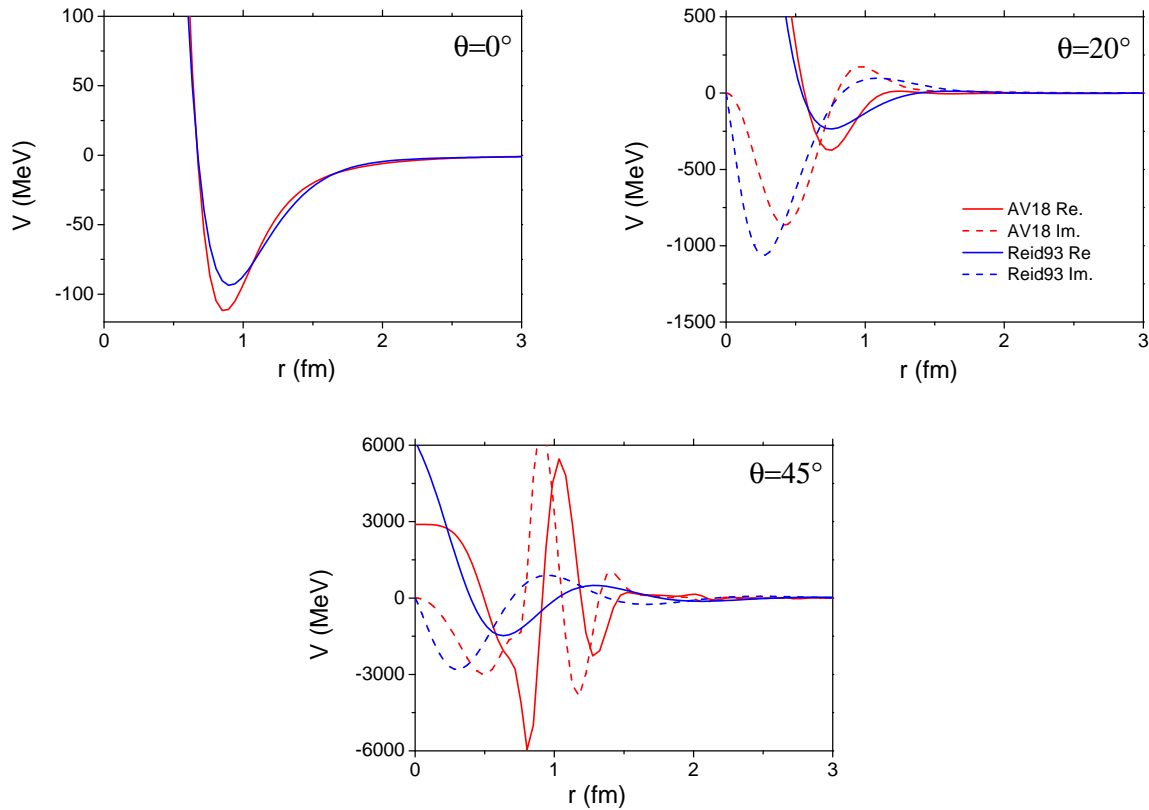 θ=0°
100
50
0
-50
-100
V (MeV)
0
1
2
3
r (fm)
θ=20°
500
0
-500
-1000
-1500
V (MeV)
AV18 Re.
AV18 Im.
Reid93 Re
Reid93 Im.
0
1
2
3
r (fm)
θ=45°
6000
3000
0
-3000
-6000
V (MeV)
0
1
2
3
r (fm)